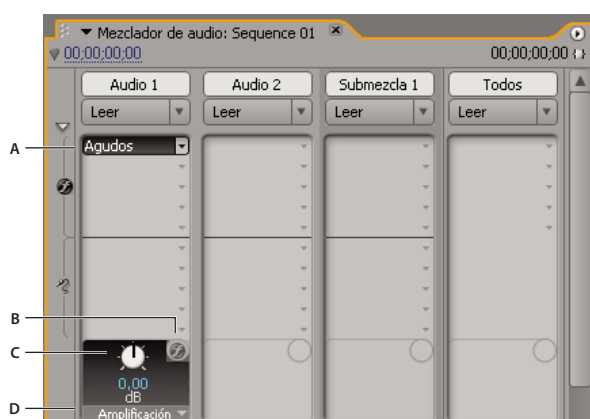 Mezclador de audio: Sequence 01
00;00;00;00
00;00;00;00
Audio 1
Audio 2
Submezcla 1
Todos
Leer
Leer
Leer
Leer
A
Agudos
B
C
0,00
dB
D
Amplificación